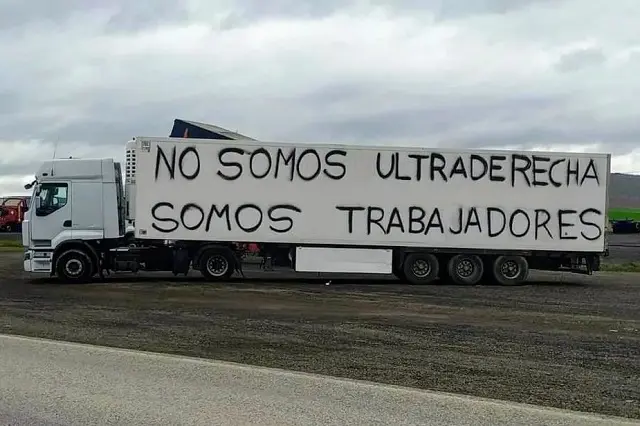 NO SOMOS ULTRADERECHA
SOMOS TRABAJADORES